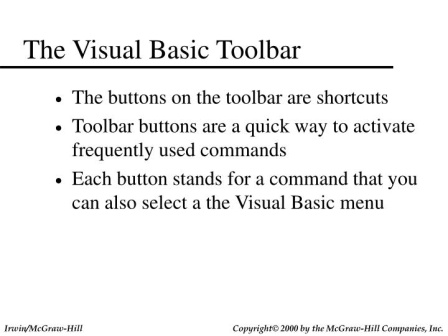 The Visual Basic Toolbar
• The buttons on the toolbar are shortcuts
• Toolbar buttons are a quick way to activate
frequently used commands
• Each button stands for a command that you
can also select a the Visual Basic menu
Irwin/McGraw-Hill
Copyright© 2000 by the McGraw-Hill Companies, Inc.